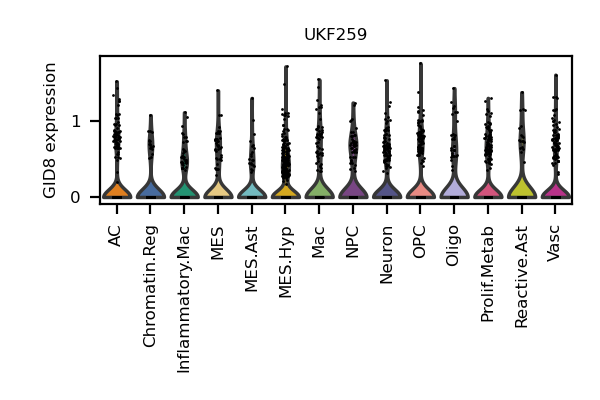 UKF259
GID8 expression
1
0
AC
Chromatin.Reg
Inflammatory.Mac
MES
MES.Ast
MES.Hyp
Mac
NPC
Neuron
OPC
Oligo
Prolif.Metab
Reactive.Ast
Vasc